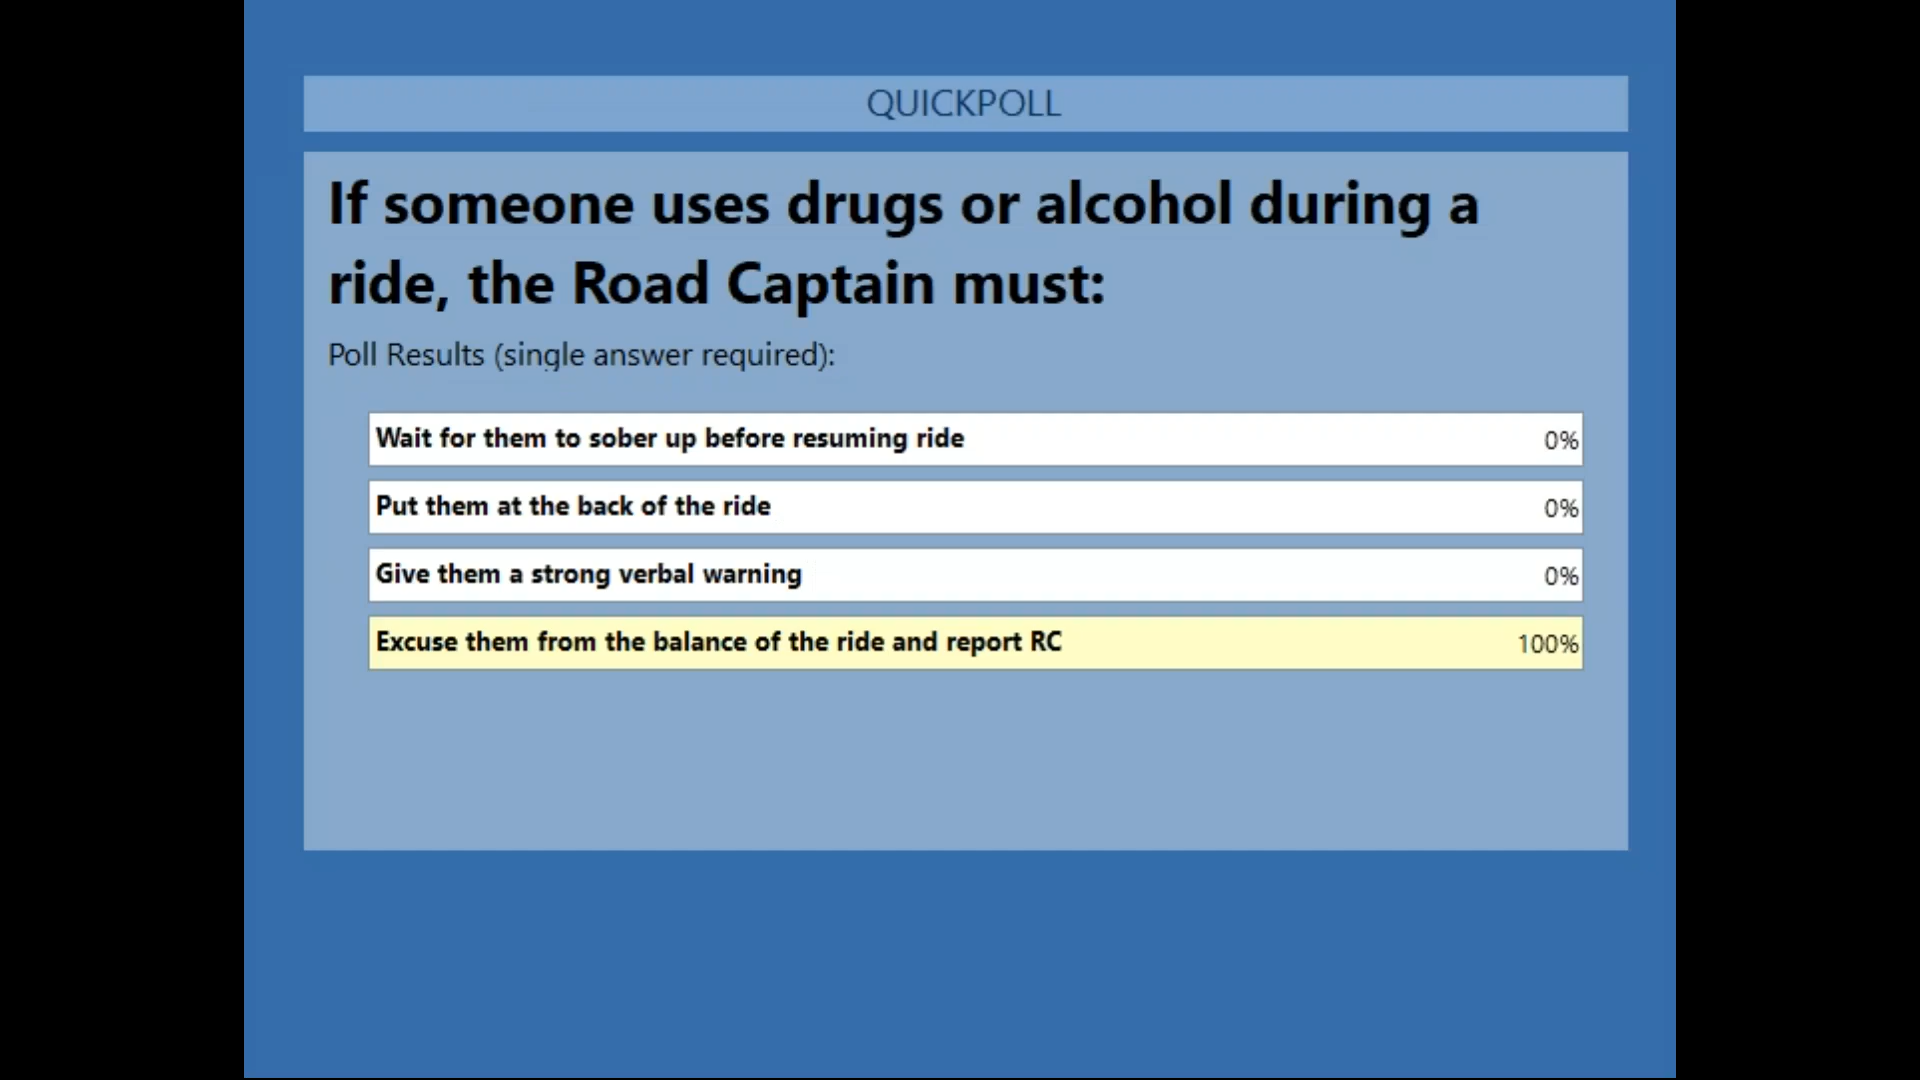 QUICKPOLL
If someone uses drugs or alcohol during a
ride, the Road Captain must:
Poll Results (single answer required):
Wait for them to sober up before resuming ride 0%
Put them at the back of the ride 0%
Give them a strong verbal warning 0%
Excuse them from the balance of the ride and report RC 100%